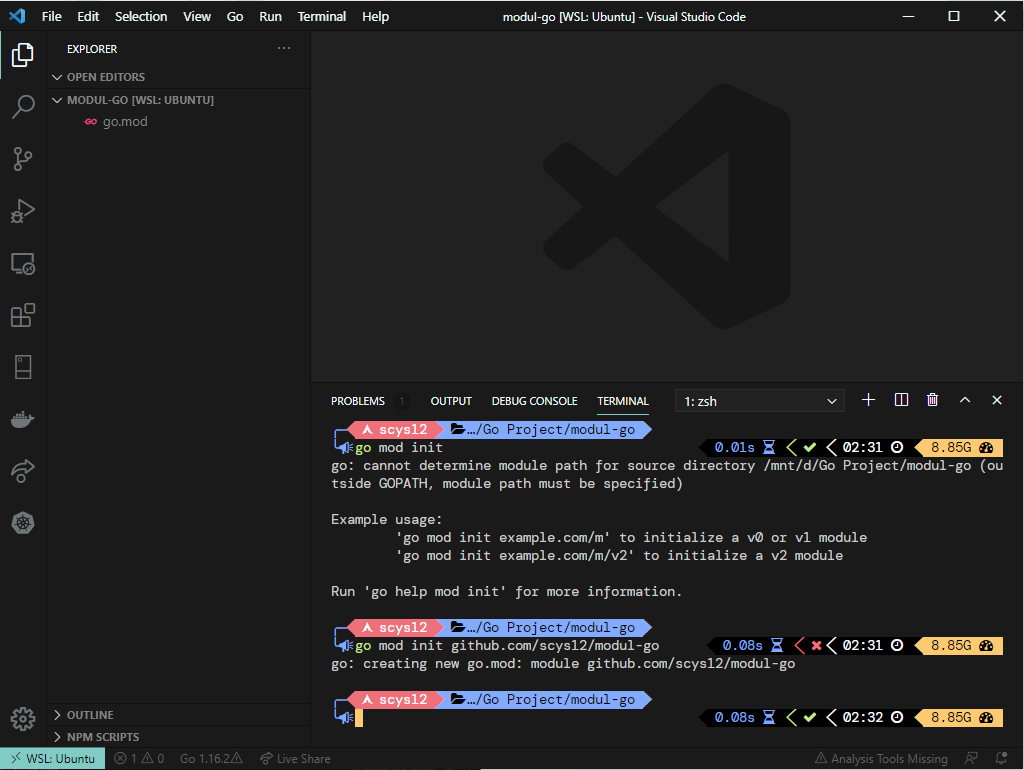 File Edit Selection View Go Run Terminal Help modul-go [WSL: Ubuntu] - Visual Studio Code
EXPLORER
OPEN EDITORS
MODUL-GO [WSL: UBUNTU]
go.mod
PROBLEMS 1 OUTPUT DEBUG CONSOLE TERMINAL 1: zsh
scysl2 …/Go Project/modul-go
go mod init 0.01s 02:31 8.85G
go: cannot determine module path for source directory /mnt/d/Go Project/modul-go (ou
tside GOPATH, module path must be specified)
Example usage:
'go mod init example.com/m' to initialize a v0 or v1 module
'go mod init example.com/m/v2' to initialize a v2 module
Run 'go help mod init' for more information.
scysl2 …/Go Project/modul-go
go mod init github.com/scysl2/modul-go 0.08s 02:31 8.85G
go: creating new go.mod: module github.com/scysl2/modul-go
scysl2 …/Go Project/modul-go
0.08s 02:32 8.85G
OUTLINE
NPM SCRIPTS
WSL: Ubuntu 1 0 Go 1.16.2 Live Share Analysis Tools Missing